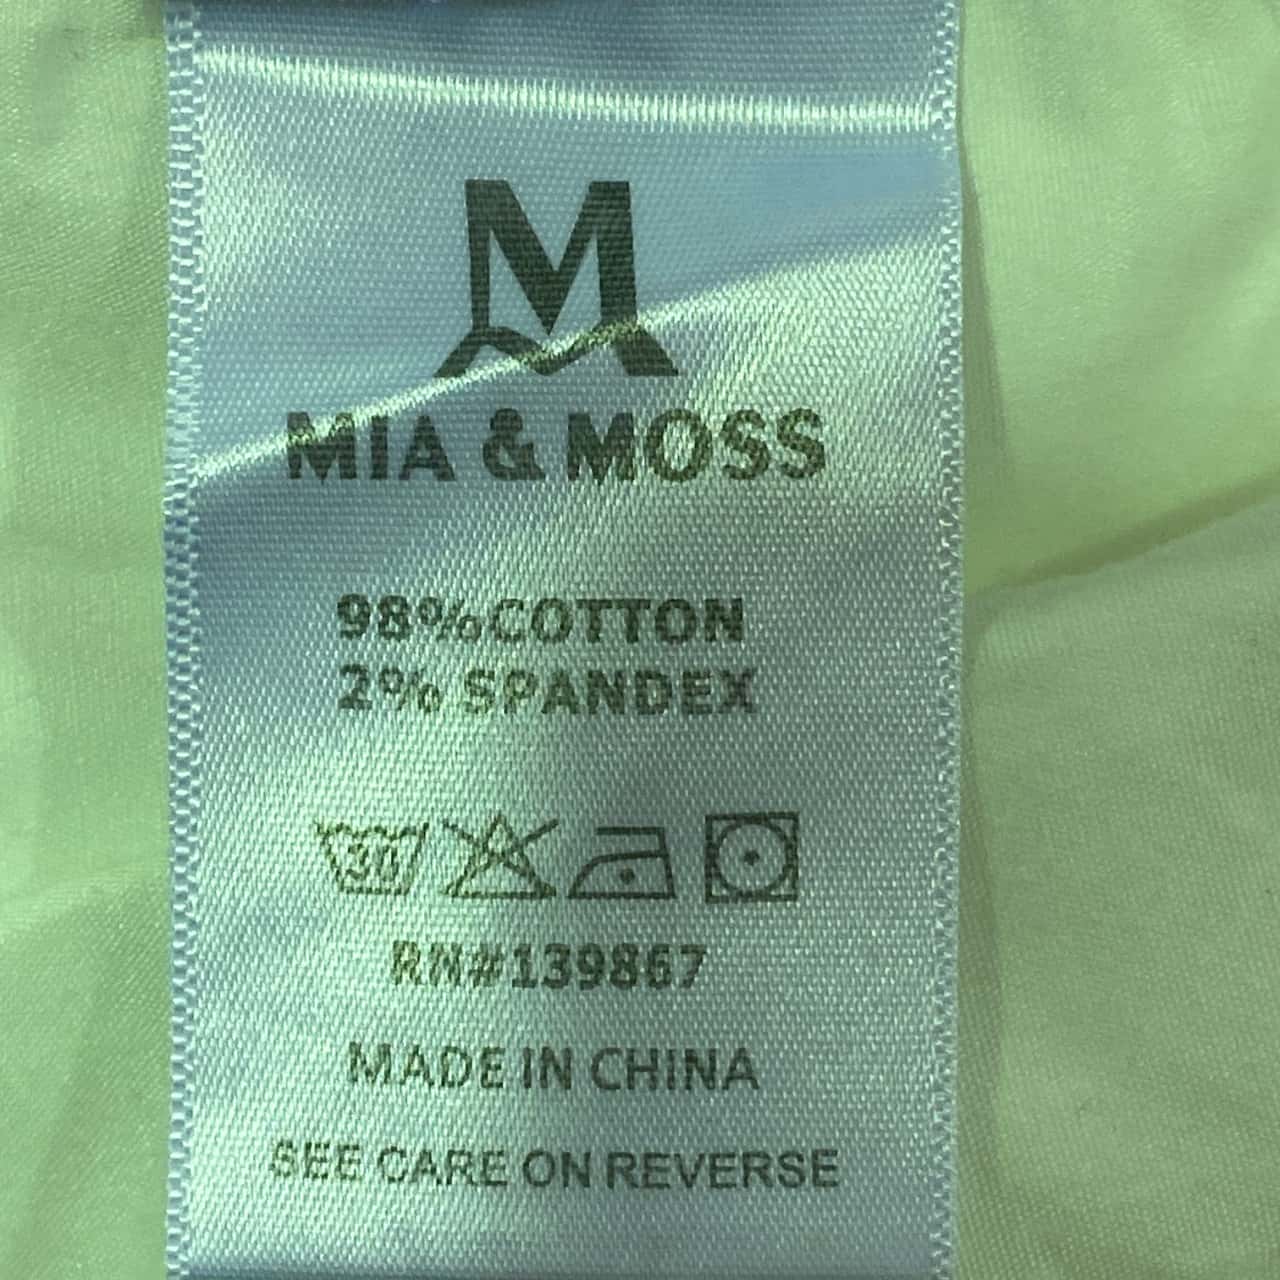 M
MIA & MOSS
98%COTTON
2% SPANDEX
30
RN#139867
MADE IN CHINA
SEE CARE ON REVERSE